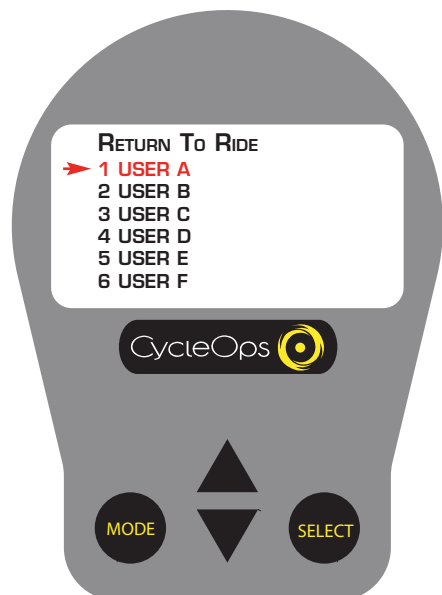 Return To Ride
1 USER A
2 USER B
3 USER C
4 USER D
5 USER E
6 USER F
CycleOps
MODE
SELECT